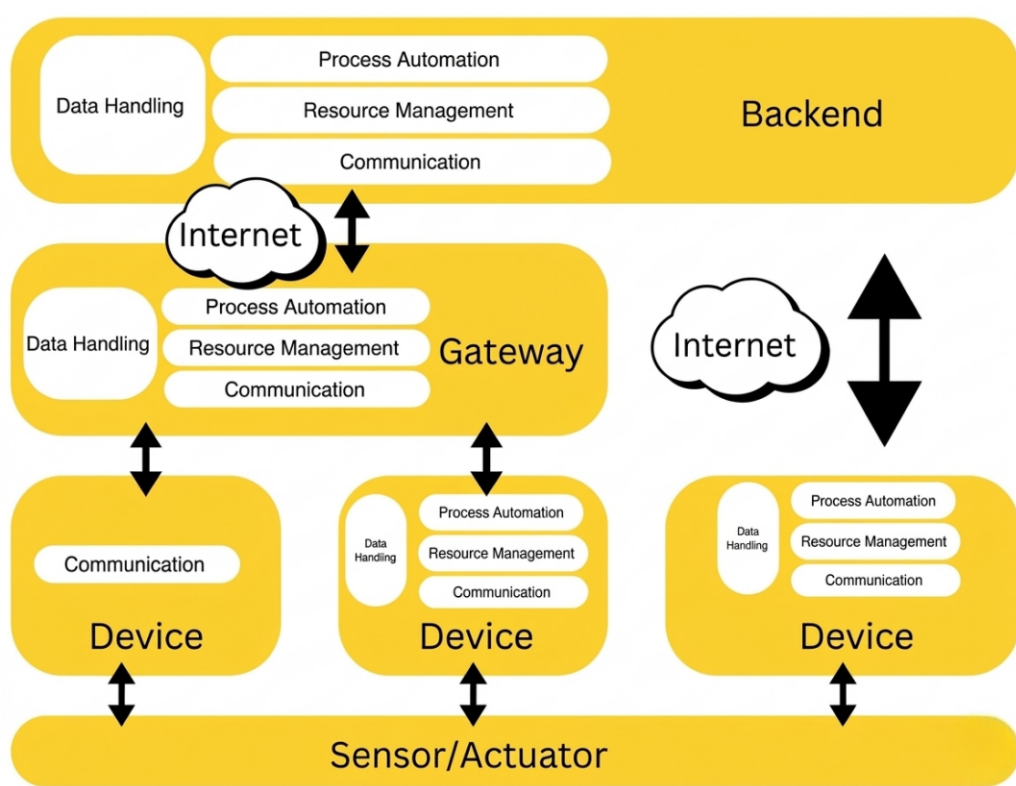 Data Handling
Process Automation
Resource Management
Communication
Backend
Internet
Data Handling
Process Automation
Resource Management
Communication
Gateway
Internet
Communication
Device
Data
Handling
Process Automation
Resource Management
Communication
Device
Data
Handling
Process Automation
Resource Management
Communication
Device
Sensor/Actuator